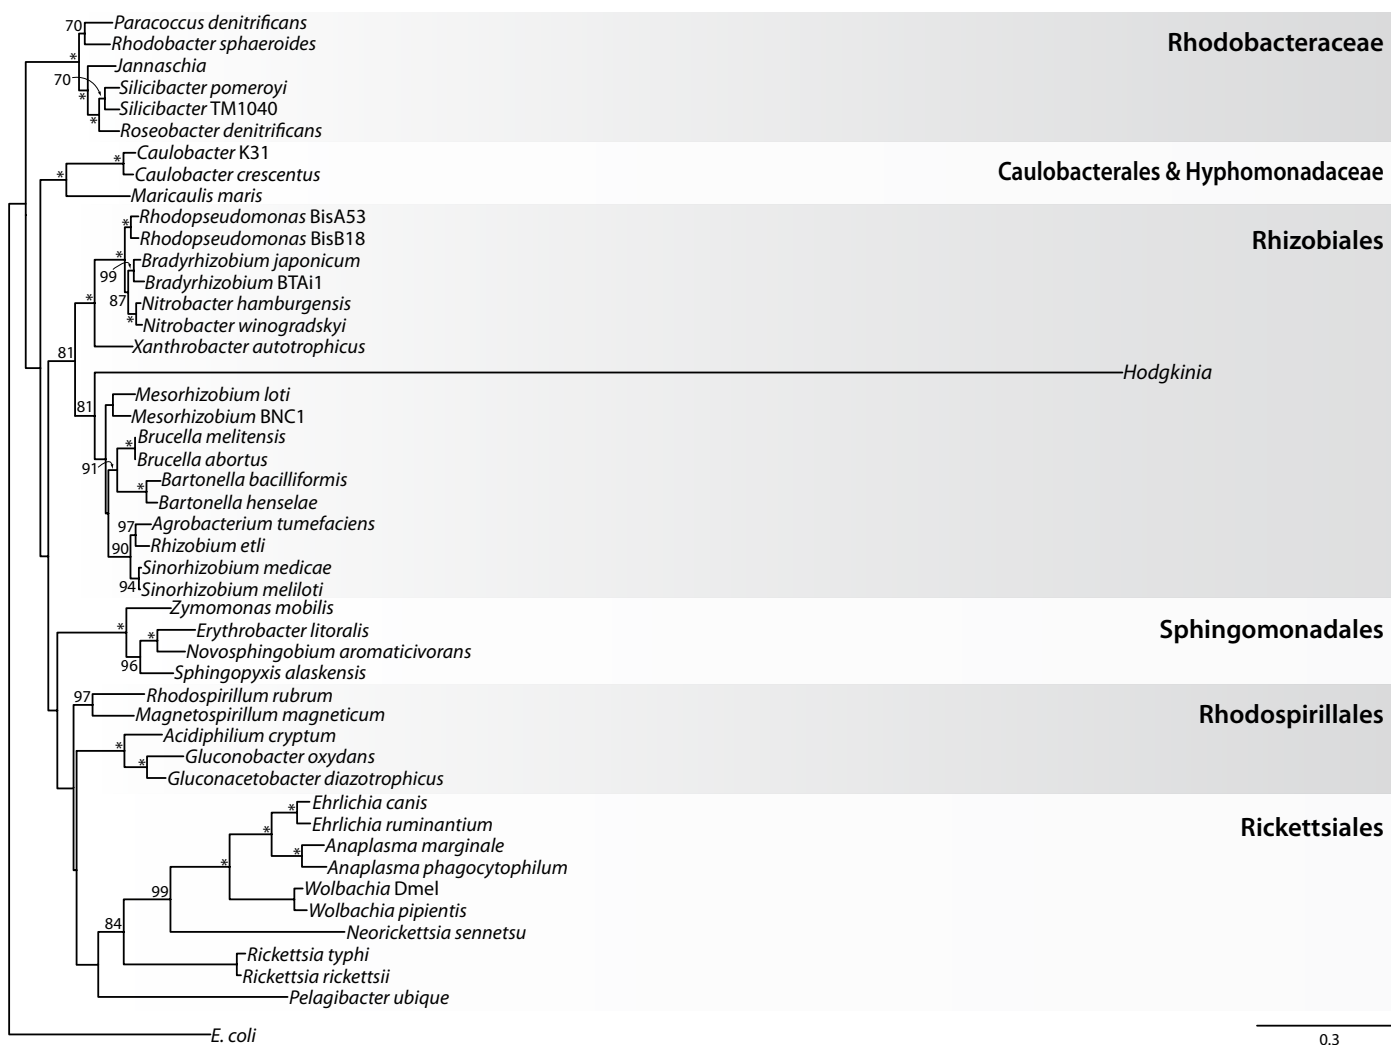 70 Paracoccus denitrificans
Rhodobacter sphaeroides
Rhodobacteraceae
* Jannaschia
70 Silicibacter pomeroyi
* Silicibacter TM1040
* Roseobacter denitrificans
* Caulobacter K31
* Caulobacter crescentus
Caulobacterales & Hyphomonadaceae
Maricaulis maris
* Rhodopseudomonas BisA53
Rhodopseudomonas BisB18
Rhizobiales
* Bradyrhizobium japonicum
99 Bradyrhizobium BTAi1
* 87 Nitrobacter hamburgensis
* Nitrobacter winogradskyi
81 Xanthrobacter autotrophicus
Hodgkinia
Mesorhizobium loti
81 Mesorhizobium BNC1
* Brucella melitensis
91 Brucella abortus
* Bartonella bacilliformis
Bartonella henselae
97 Agrobacterium tumefaciens
90 Rhizobium etli
Sinorhizobium medicae
94 Sinorhizobium meliloti
Zymomonas mobilis
* * Erythrobacter litoralis
Sphingomonadales
Novosphingobium aromaticivorans
96 Sphingopyxis alaskensis
97 Rhodospirillum rubrum
Magnetospirillum magneticum
Rhodospirillales
* Acidiphilium cryptum
* Gluconobacter oxydans
Gluconacetobacter diazotrophicus
* Ehrlichia canis
* Ehrlichia ruminantium
Rickettsiales
* Anaplasma marginale
* Anaplasma phagocytophilum
99 Wolbachia Dmel
Wolbachia pipientis
84 Neorickettsia sennetsu
Rickettsia typhi
Rickettsia rickettsii
Pelagibacter ubique
E. coli
0.3